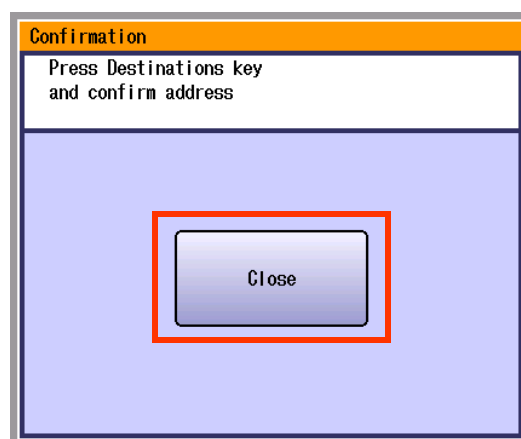 Confirmation
Press Destinations key
and confirm address
Close